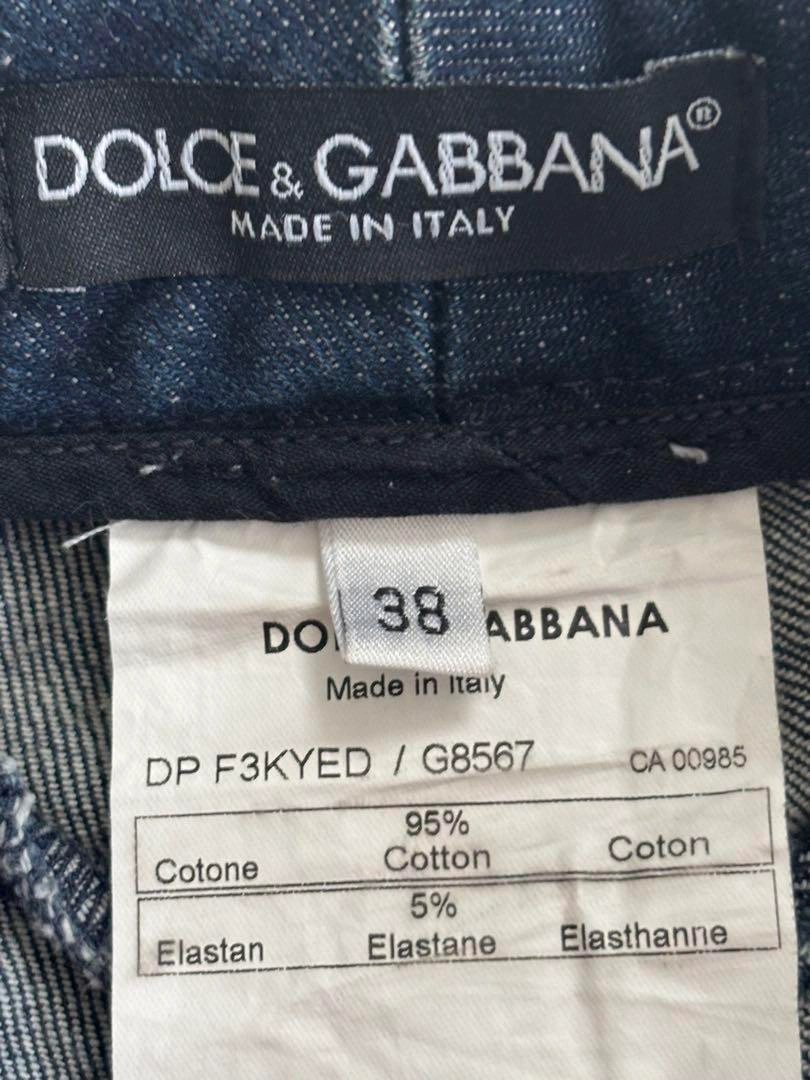 DOLCE & GABBANA®
MADE IN ITALY
38
DO ABBANA
Made in Italy
DP F3KYED / G8567 CA 00985
95%
Cotone Cotton Coton
5%
Elastan Elastane Elasthanne